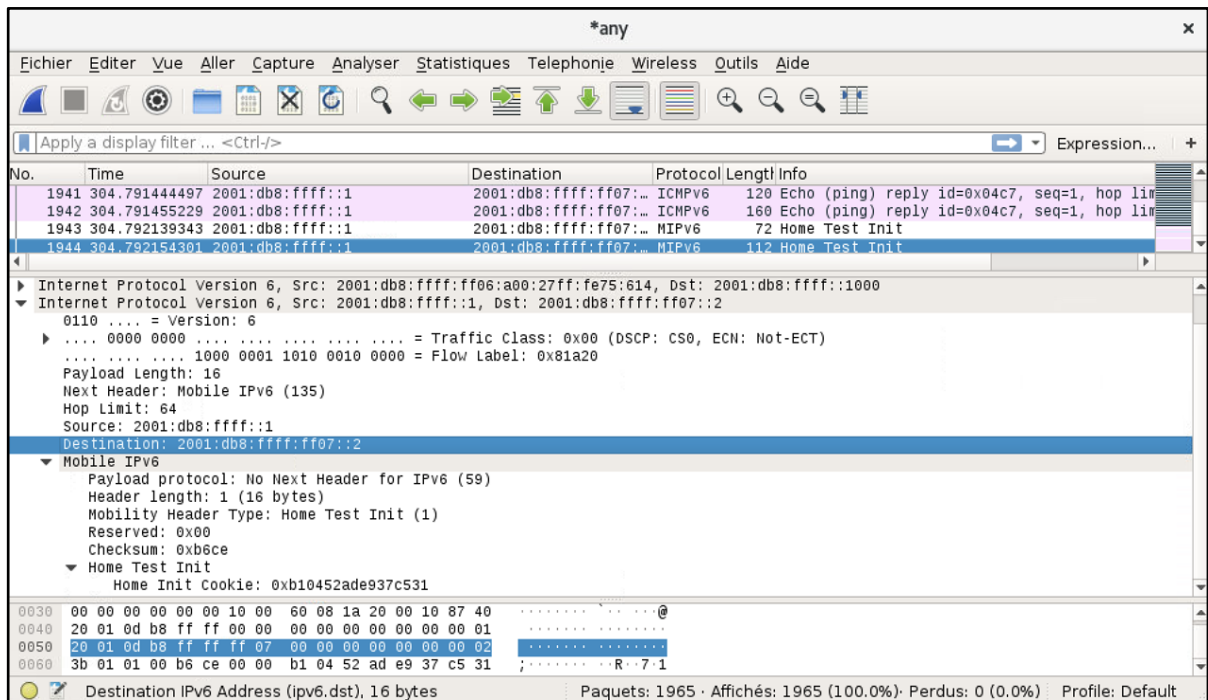 *any
Fichier Editer Vue Aller Capture Analyser Statistiques Telephonie Wireless Outils Aide
Apply a display filter ... <Ctrl-/> Expression... +
No. Time Source Destination Protocol Length Info
1941 304.791444497 2001:db8:ffff::1 2001:db8:ffff:ff07:… ICMPv6 120 Echo (ping) reply id=0x04c7, seq=1, hop lim
1942 304.791455229 2001:db8:ffff::1 2001:db8:ffff:ff07:… ICMPv6 160 Echo (ping) reply id=0x04c7, seq=1, hop lim
1943 304.792139343 2001:db8:ffff::1 2001:db8:ffff:ff07:… MIPv6 72 Home Test Init
1944 304.792154301 2001:db8:ffff::1 2001:db8:ffff:ff07:… MIPv6 112 Home Test Init
Internet Protocol Version 6, Src: 2001:db8:ffff:ff06:a00:27ff:fe75:614, Dst: 2001:db8:ffff::1000
Internet Protocol Version 6, Src: 2001:db8:ffff::1, Dst: 2001:db8:ffff:ff07::2
0110 .... = Version: 6
.... 0000 0000 .... .... .... .... .... = Traffic Class: 0x00 (DSCP: CS0, ECN: Not-ECT)
.... .... .... 1000 0001 1010 0010 0000 = Flow Label: 0x81a20
Payload Length: 16
Next Header: Mobile IPv6 (135)
Hop Limit: 64
Source: 2001:db8:ffff::1
Destination: 2001:db8:ffff:ff07::2
Mobile IPv6
Payload protocol: No Next Header for IPv6 (59)
Header length: 1 (16 bytes)
Mobility Header Type: Home Test Init (1)
Reserved: 0x00
Checksum: 0xb6ce
Home Test Init
Home Init Cookie: 0xb10452ade937c531
0030 00 00 00 00 00 00 10 00 60 08 1a 20 00 10 87 40 ········ `·· ···@
0040 20 01 0d b8 ff ff 00 00 00 00 00 00 00 00 00 01 ········ ········
0050 20 01 0d b8 ff ff ff 07 00 00 00 00 00 00 00 02 ········ ········
0060 3b 01 01 00 b6 ce 00 00 b1 04 52 ad e9 37 c5 31 ;······· ··R··7·1
Destination IPv6 Address (ipv6.dst), 16 bytes Paquets: 1965 · Affichés: 1965 (100.0%)· Perdus: 0 (0.0%) Profile: Default